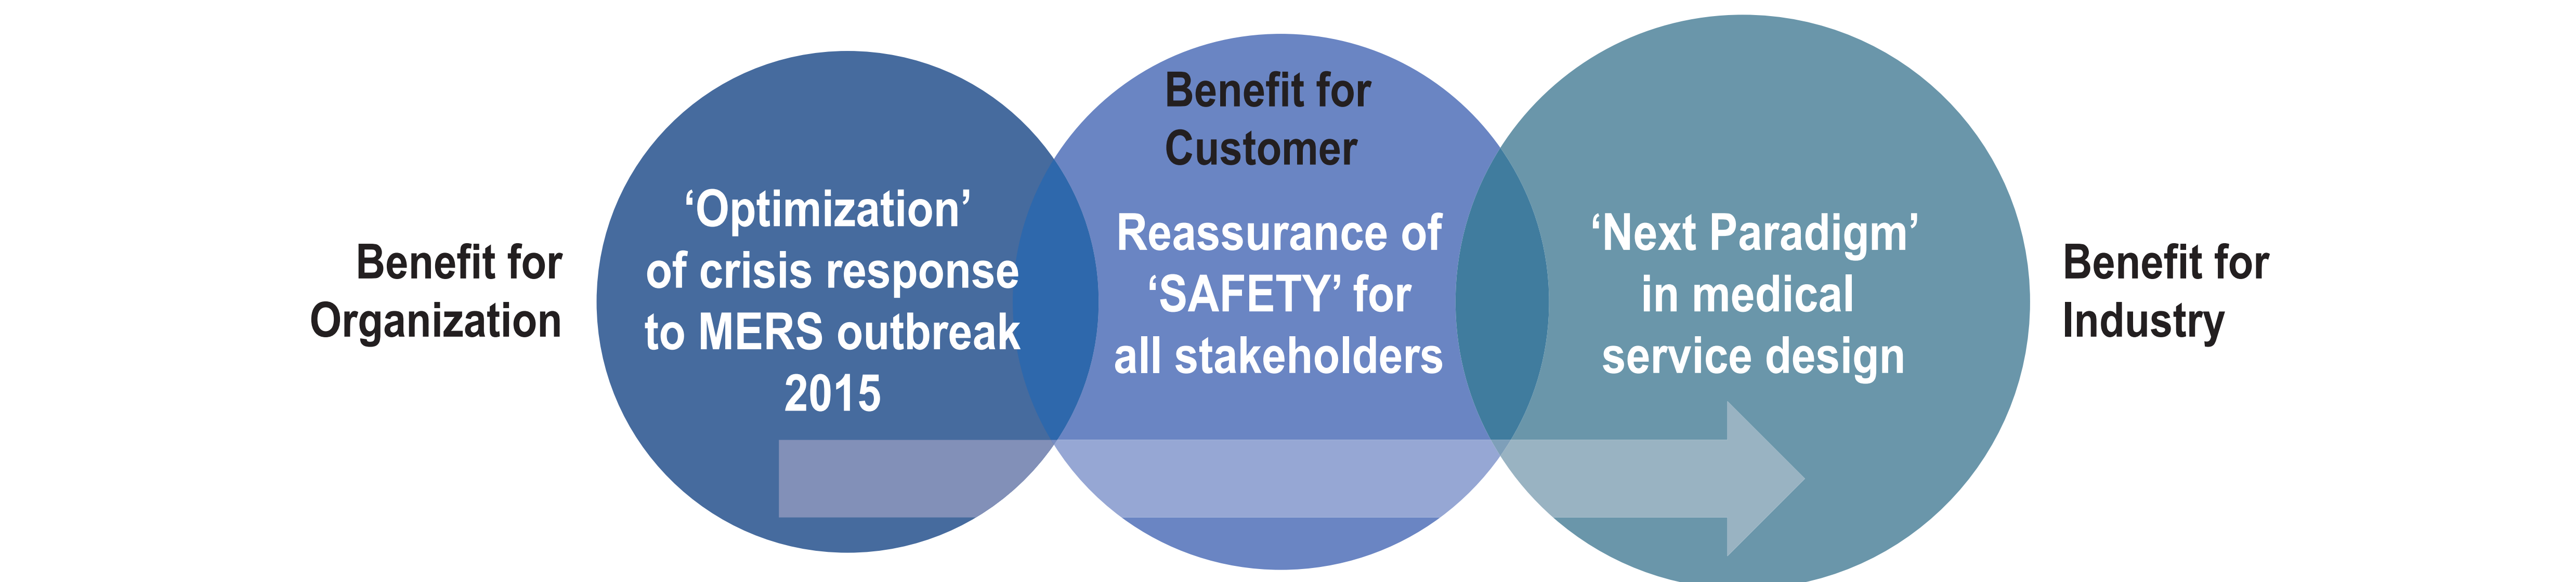 Benefit for
Organization
‘Optimization’
of crisis response
to MERS outbreak
2015
Benefit for
Customer
Reassurance of
‘SAFETY’ for
all stakeholders
‘Next Paradigm’
in medical
service design
Benefit for
Industry